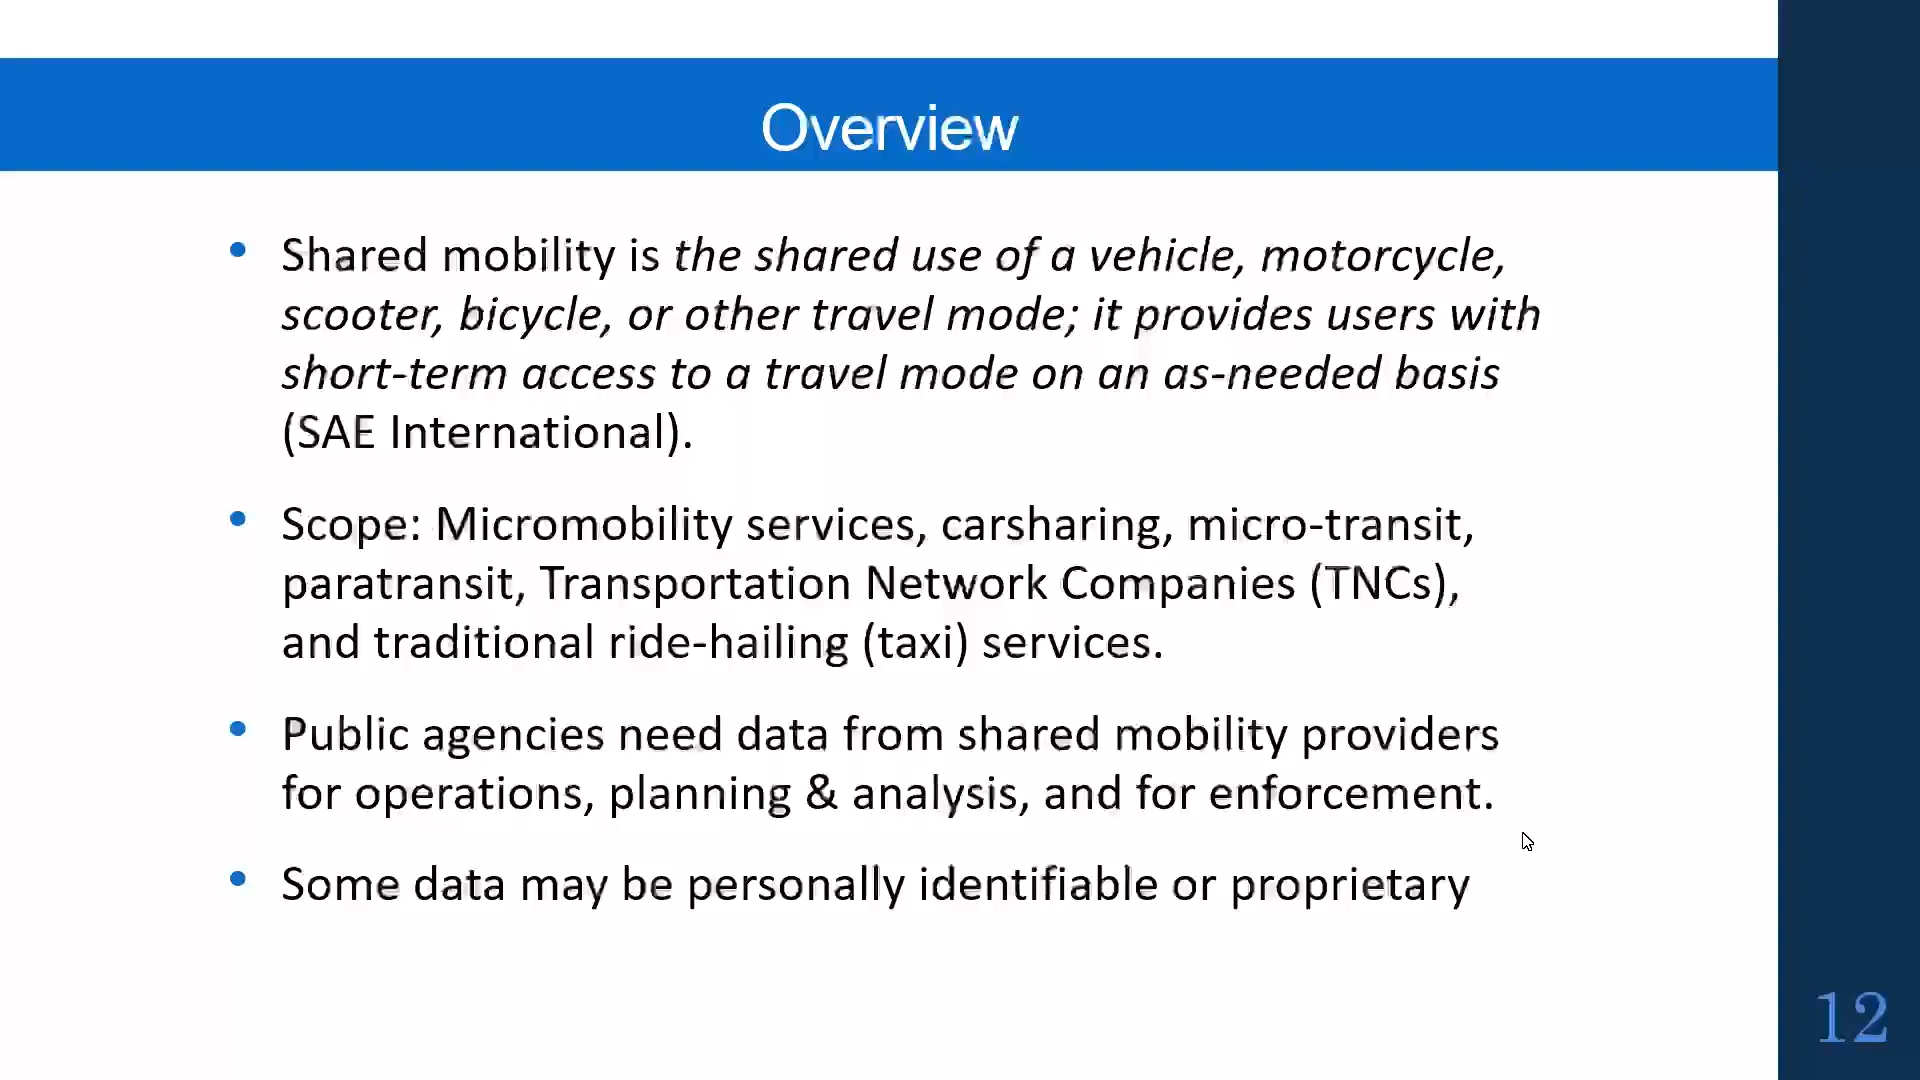 Overview
• Shared mobility is the shared use of a vehicle, motorcycle,
scooter, bicycle, or other travel mode; it provides users with
short-term access to a travel mode on an as-needed basis
(SAE International).
• Scope: Micromobility services, carsharing, micro-transit,
paratransit, Transportation Network Companies (TNCs),
and traditional ride-hailing (taxi) services.
• Public agencies need data from shared mobility providers
for operations, planning & analysis, and for enforcement.
• Some data may be personally identifiable or proprietary
12